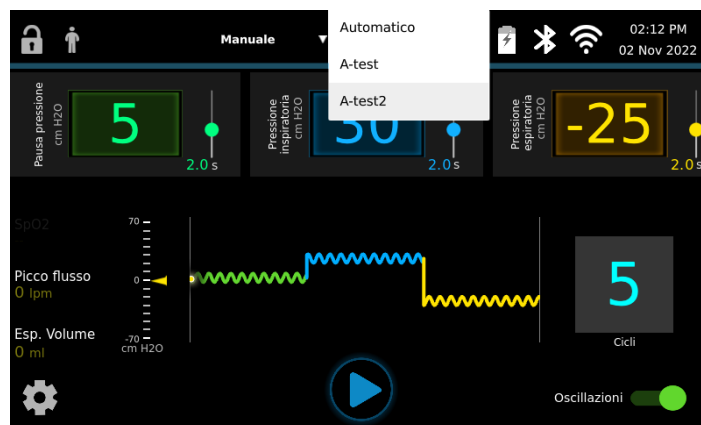 Manuale
Automatico
A-test
A-test2
02:12 PM
02 Nov 2022
Pausa pressione
cm H2O
5
2.0 s
Pressione
inspiratoria
cm H2O
30
2.0 s
Pressione
espiratoria
cm H2O
-25
2.0 s
SpO2
Picco flusso
0 lpm
Esp. Volume
0 ml
70
0
-70
cm H2O
5
Cicli
Oscillazioni